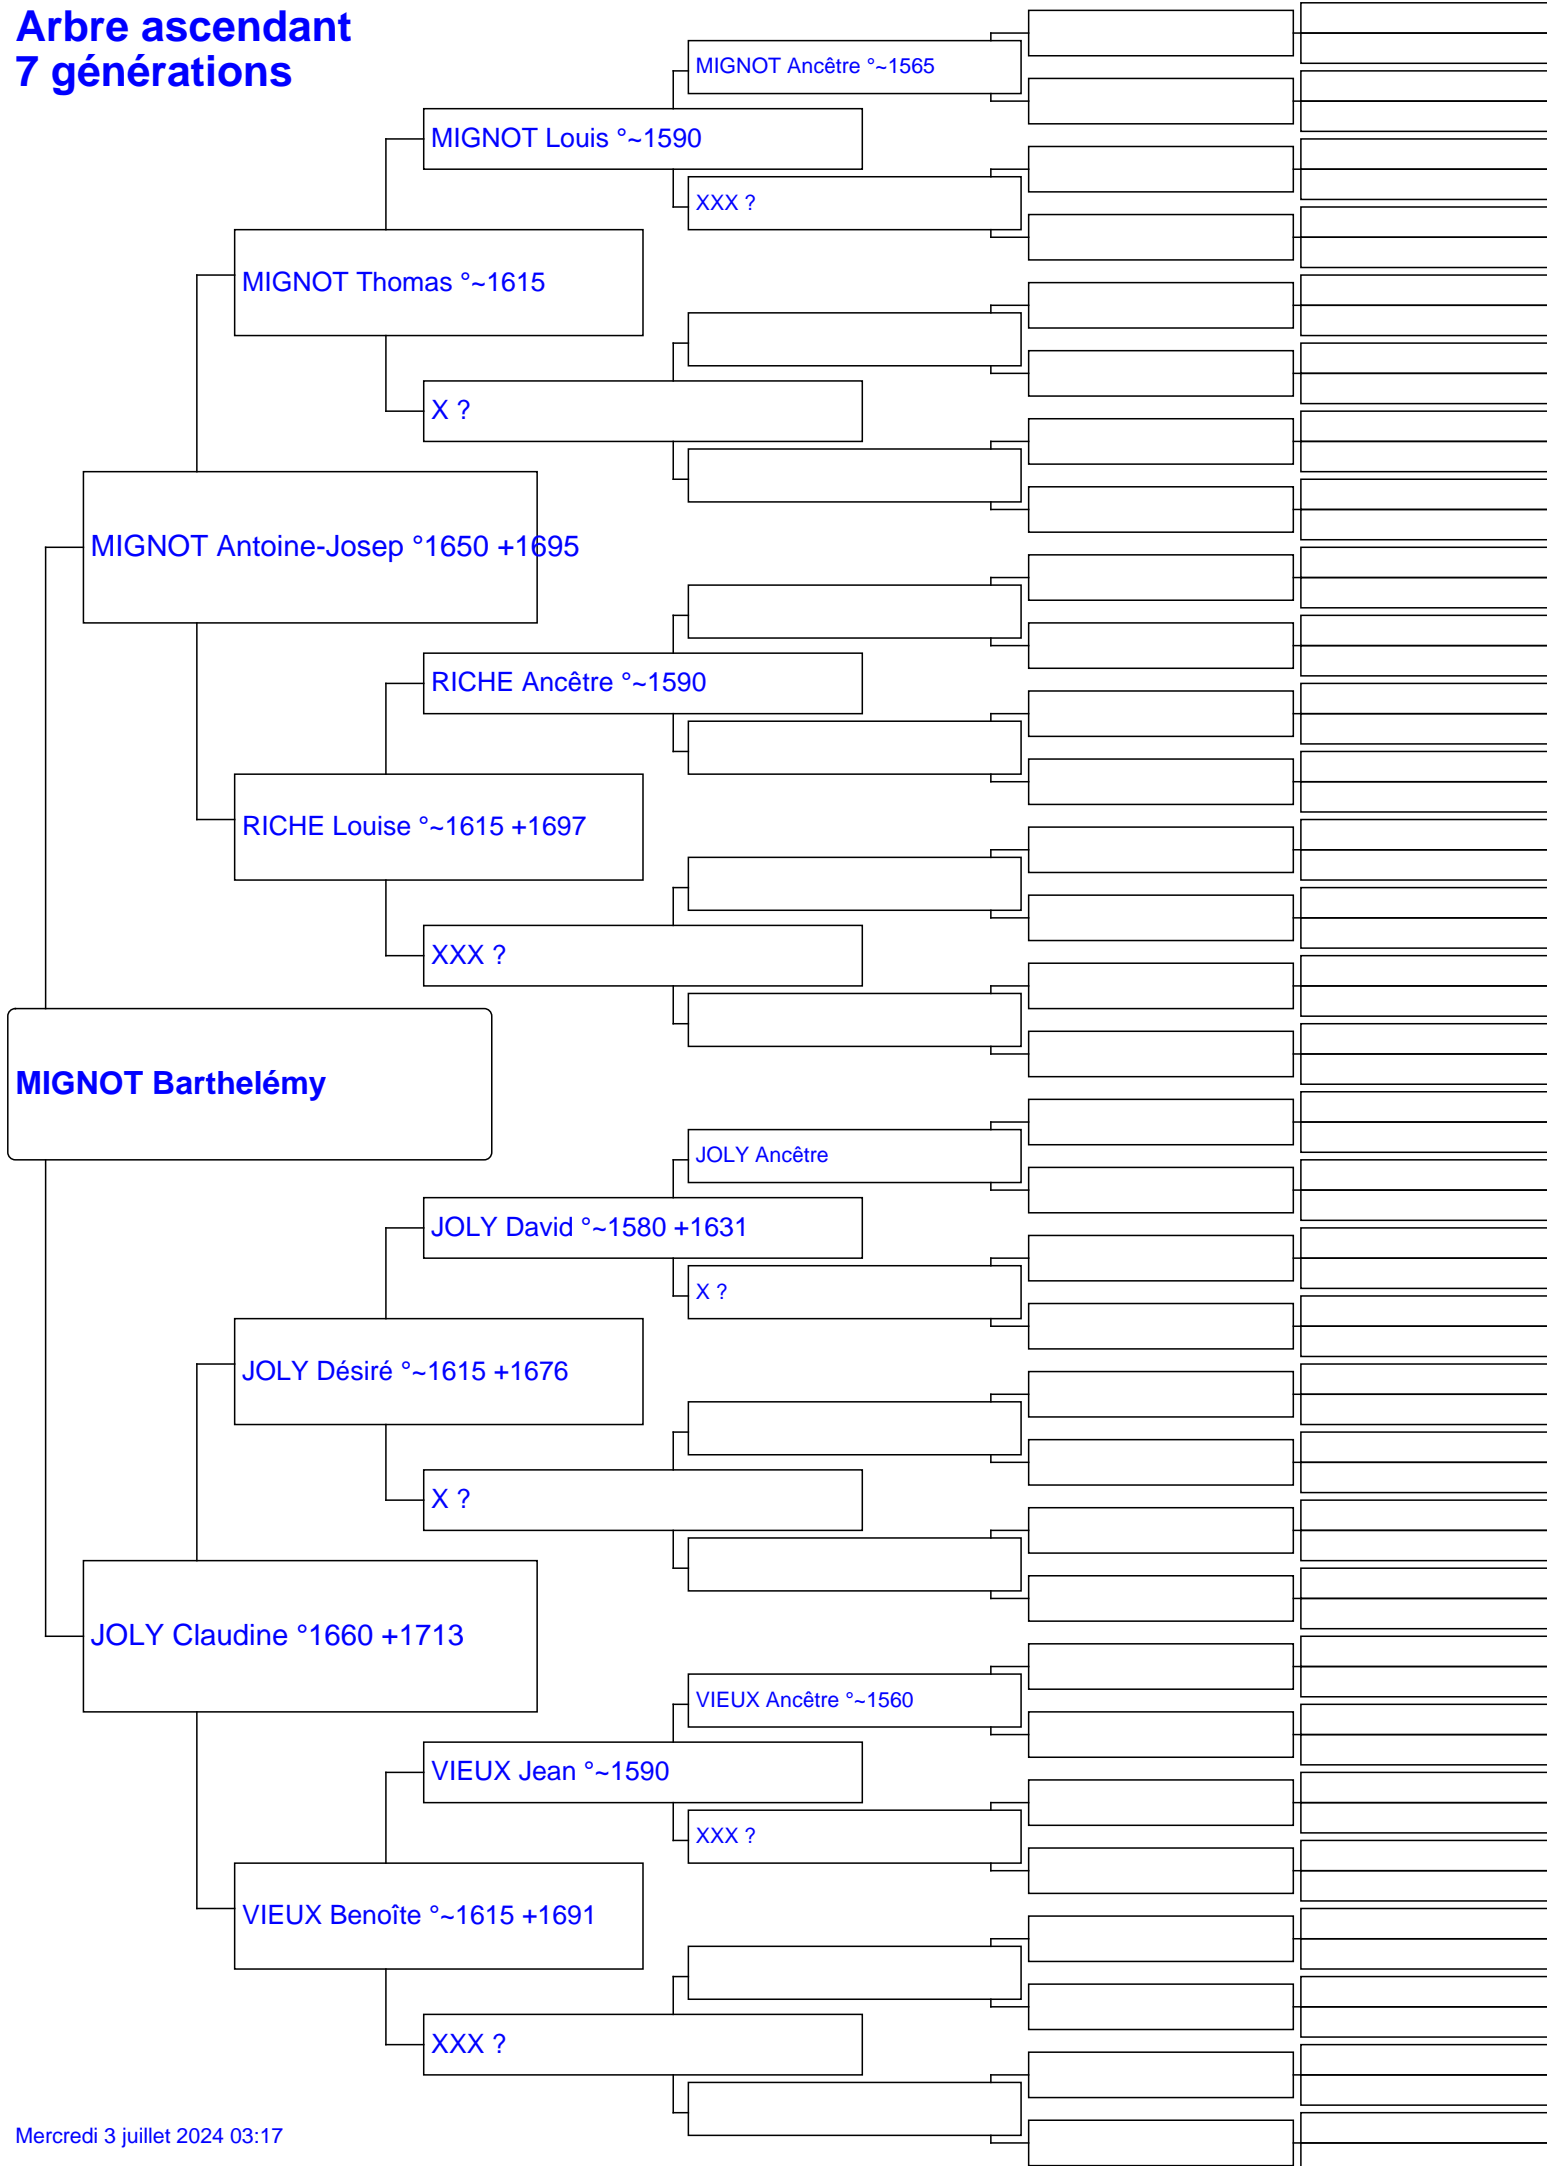 Arbre ascendant
7 générations
MIGNOT Ancêtre °~1565
MIGNOT Louis °~1590
XXX ?
MIGNOT Thomas °~1615
X ?
MIGNOT Antoine-Josep °1650 +1695
RICHE Ancêtre °~1590
RICHE Louise °~1615 +1697
XXX ?
MIGNOT Barthelémy
JOLY Ancêtre
JOLY David °~1580 +1631
X ?
JOLY Désiré °~1615 +1676
X ?
JOLY Claudine °1660 +1713
VIEUX Ancêtre °~1560
VIEUX Jean °~1590
XXX ?
VIEUX Benoîte °~1615 +1691
XXX ?
Mercredi 3 juillet 2024 03:17